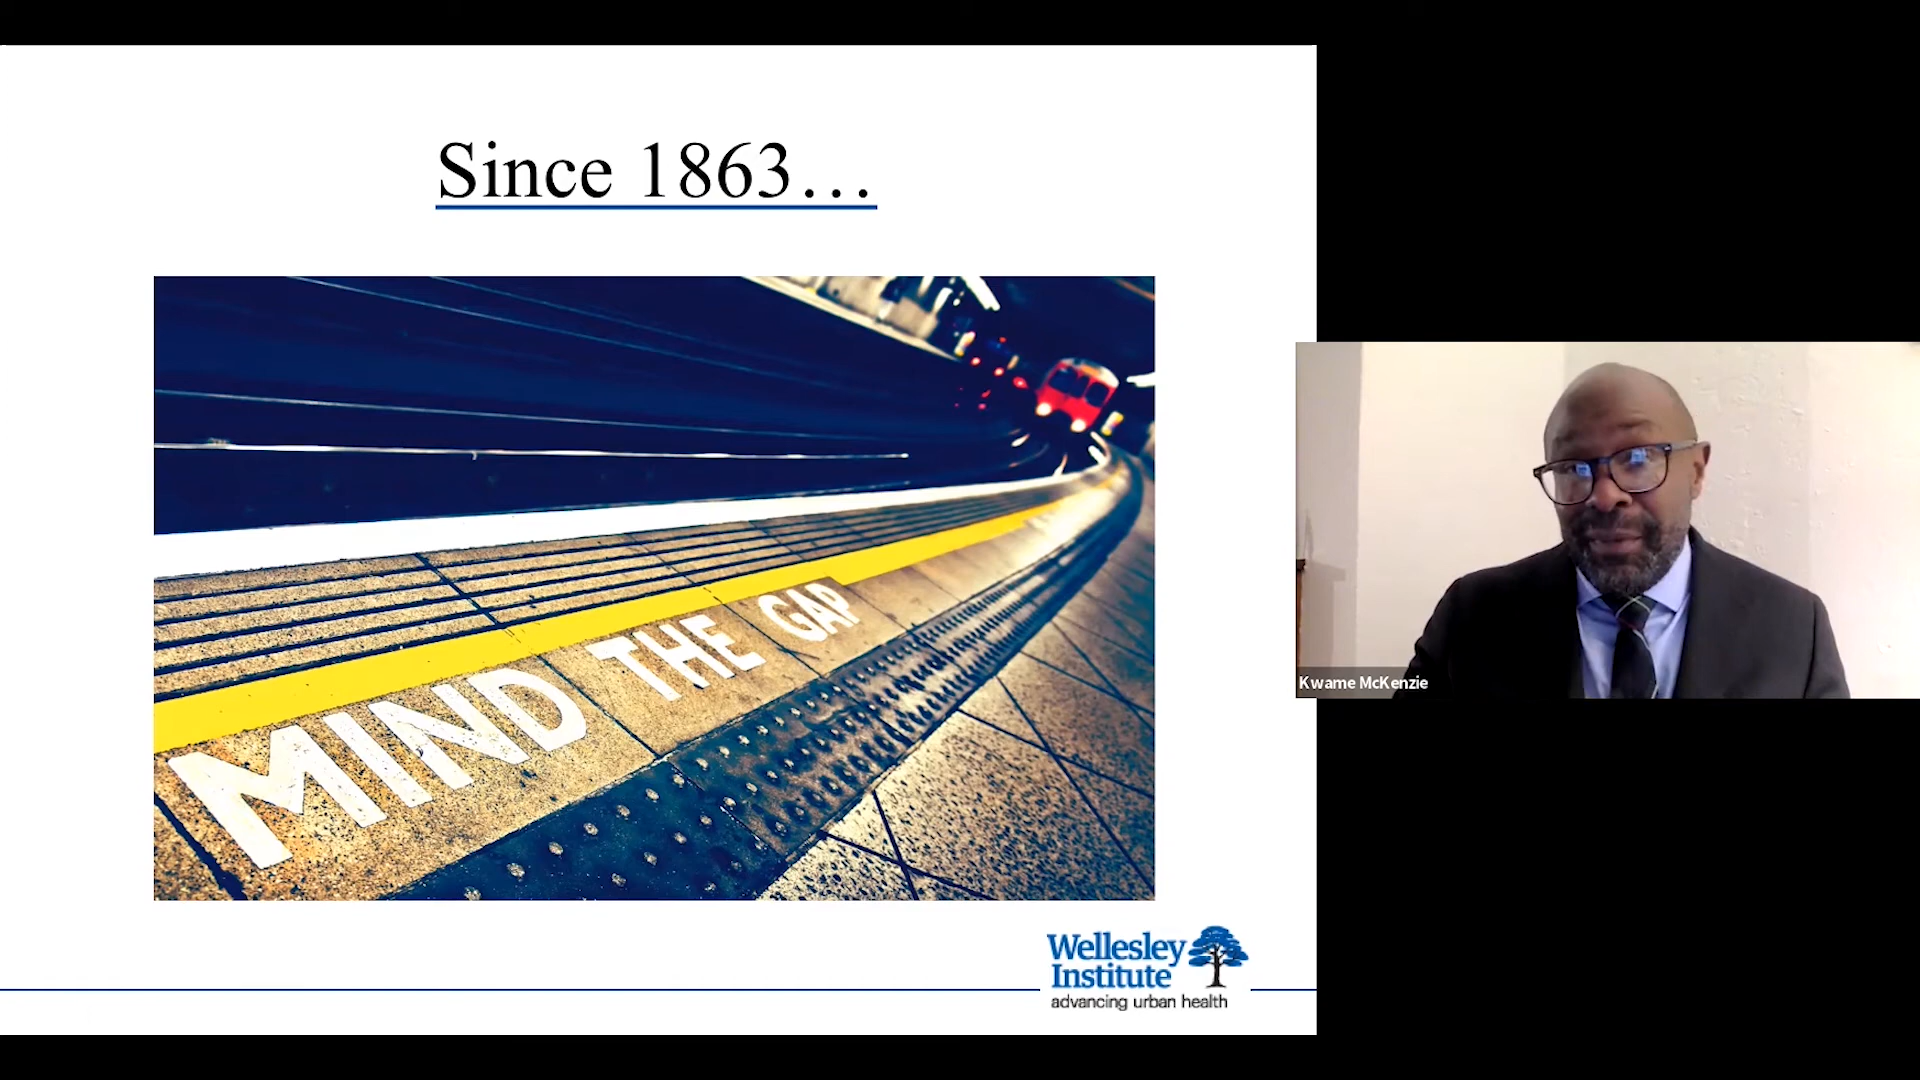 Since 1863…
MIND THE GAP
Wellesley
Institute
advancing urban health
Kwame McKenzie